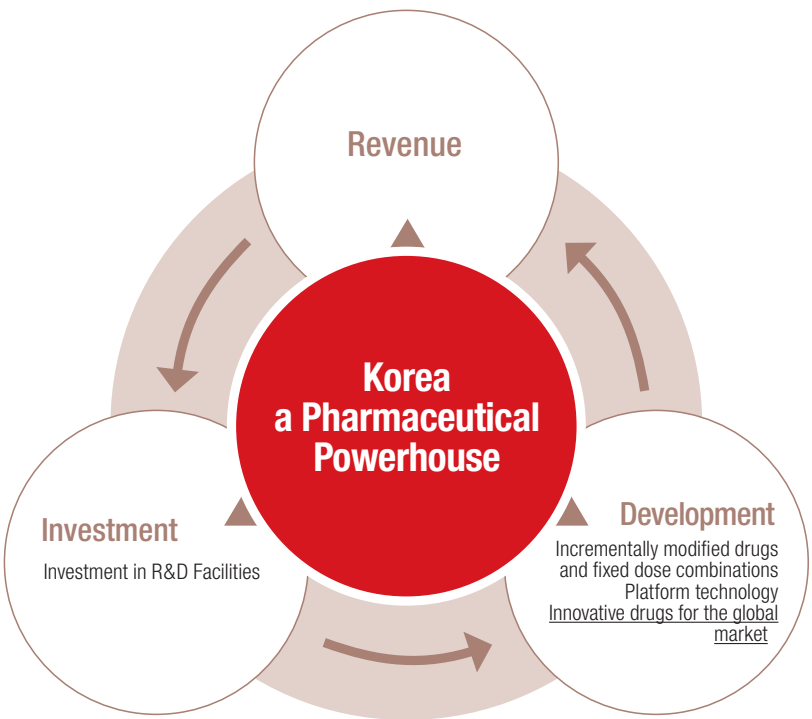 Revenue
Korea
a Pharmaceutical
Powerhouse
Investment
Investment in R&D Facilities
Development
Incrementally modified drugs
and fixed dose combinations
Platform technology
Innovative drugs for the global
market